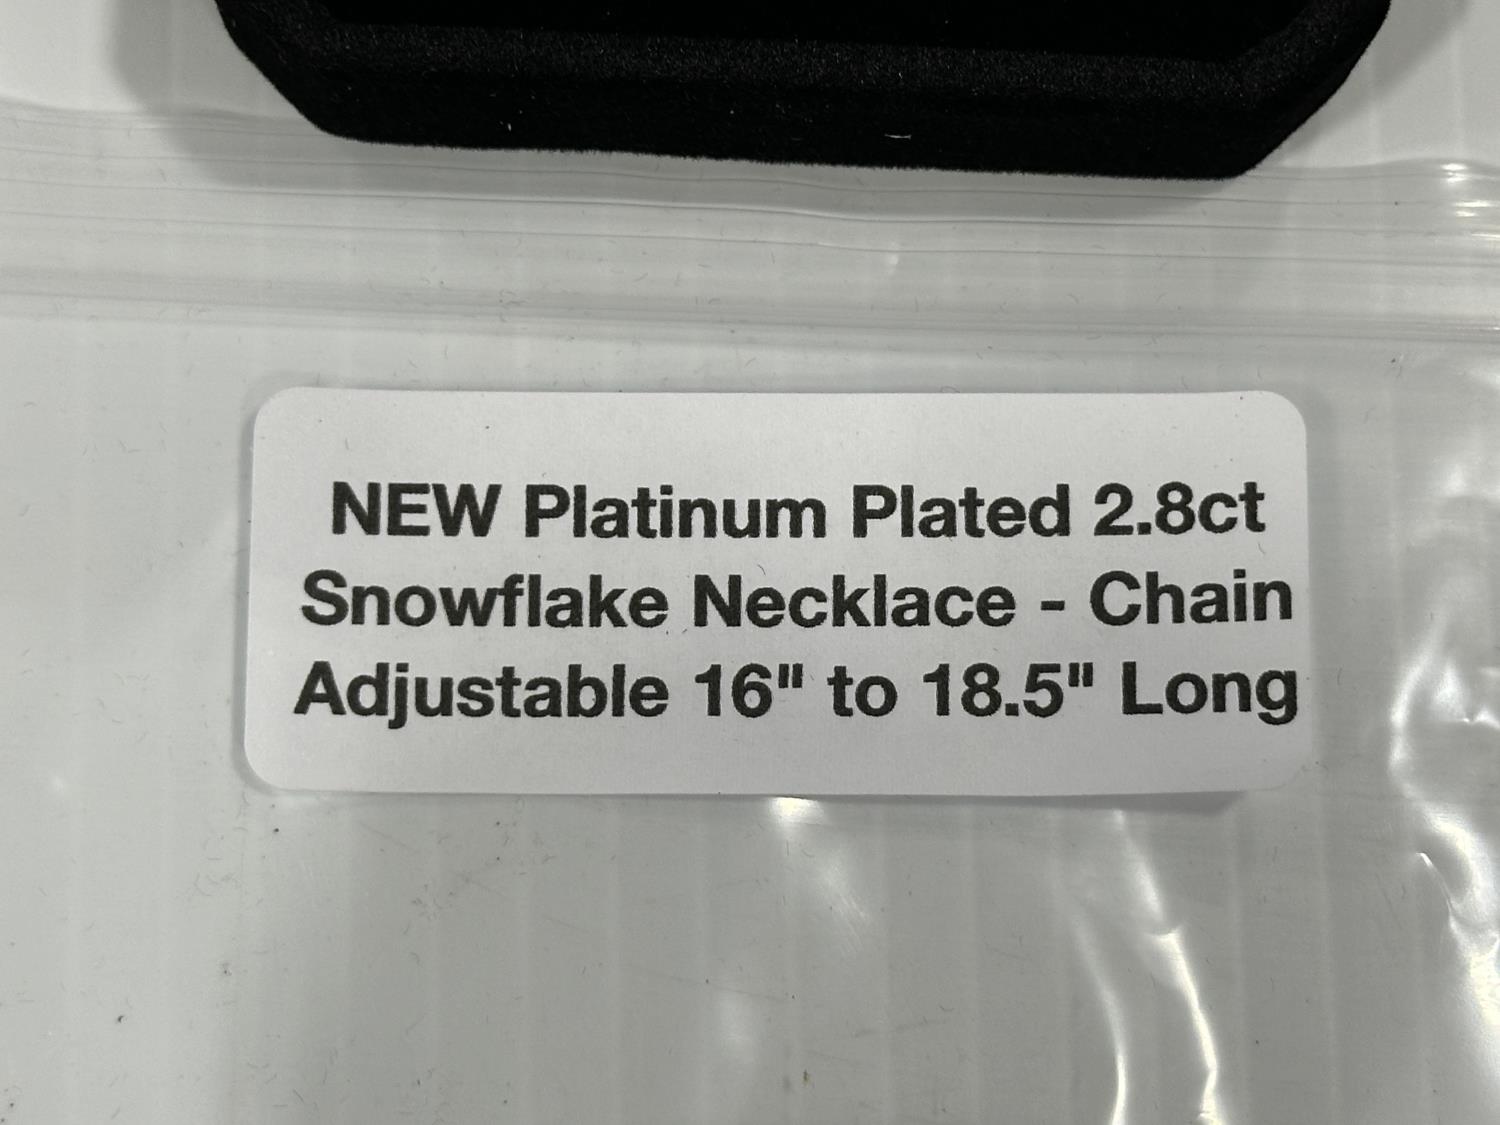 NEW Platinum Plated 2.8ct
Snowflake Necklace - Chain
Adjustable 16" to 18.5" Long